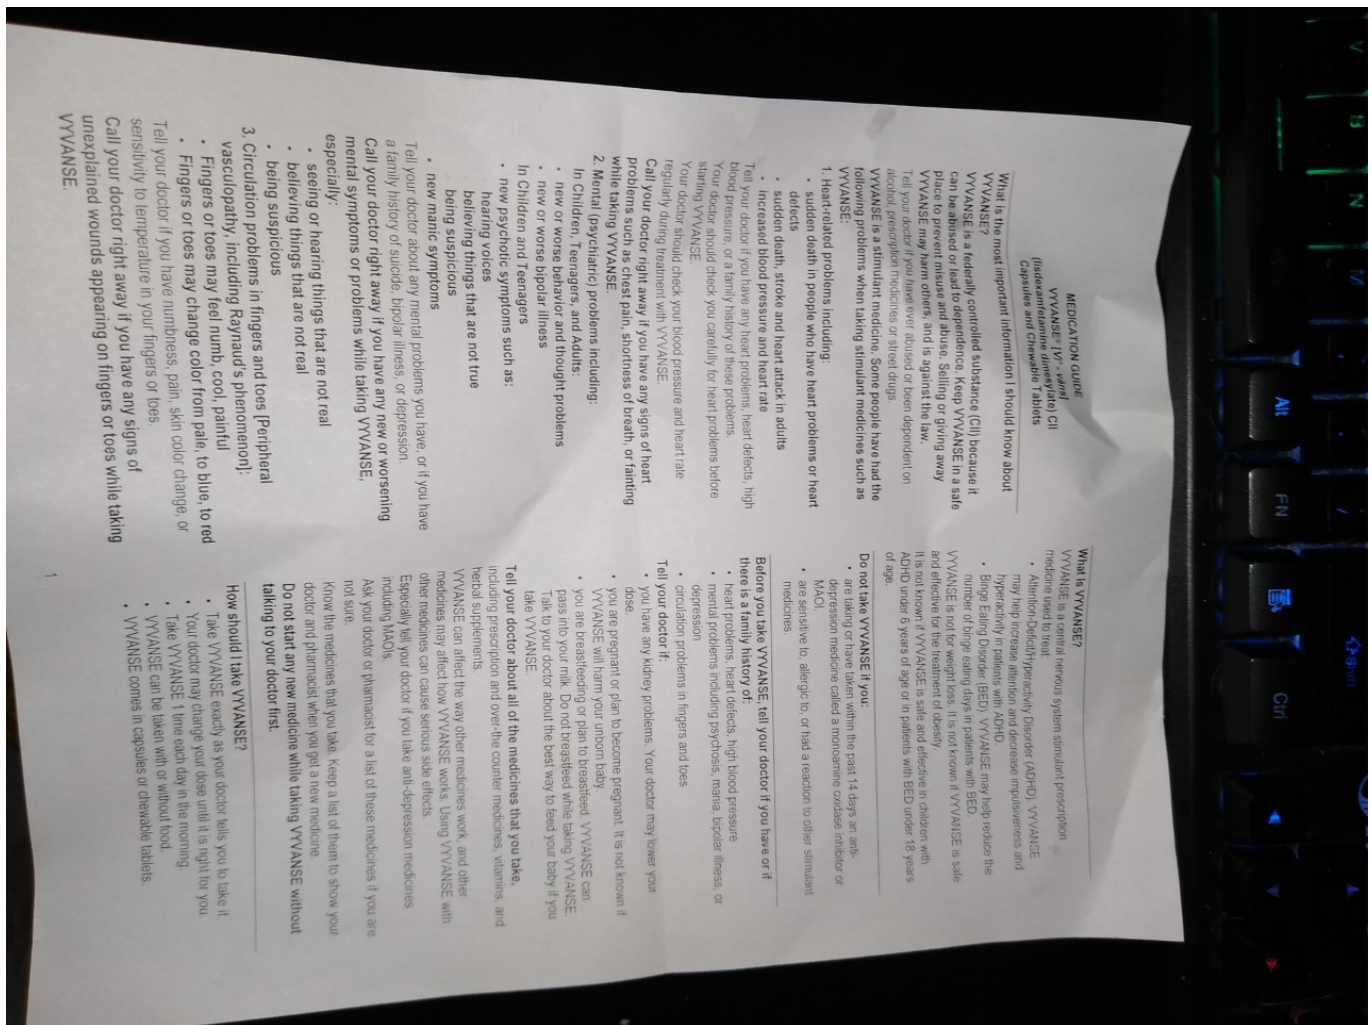 MEDICATION GUIDE
VYVANSE® [Vi' - vans]
(lisdexamfetamine dimesylate) CII
Capsules and Chewable Tablets
What is the most important information I should know about
VYVANSE?
VYVANSE is a federally controlled substance (CII) because it
can be abused or lead to dependence. Keep VYVANSE in a safe
place to prevent misuse and abuse. Selling or giving away
VYVANSE may harm others, and is against the law.
Tell your doctor if you have ever abused or been dependent on
alcohol, prescription medicines or street drugs.
VYVANSE is a stimulant medicine. Some people have had the
following problems when taking stimulant medicines such as
VYVANSE:
1. Heart-related problems including:
• sudden death in people who have heart problems or heart
defects
• sudden death, stroke and heart attack in adults
• increased blood pressure and heart rate
Tell your doctor if you have any heart problems, heart defects, high
blood pressure, or a family history of these problems.
Your doctor should check you carefully for heart problems before
starting VYVANSE.
Your doctor should check your blood pressure and heart rate
regularly during treatment with VYVANSE.
Call your doctor right away if you have any signs of heart
problems such as chest pain, shortness of breath, or fainting
while taking VYVANSE.
2. Mental (psychiatric) problems including:
In Children, Teenagers, and Adults:
• new or worse behavior and thought problems
• new or worse bipolar illness
In Children and Teenagers
• new psychotic symptoms such as:
hearing voices
believing things that are not true
being suspicious
• new manic symptoms
Tell your doctor about any mental problems you have, or if you have
a family history of suicide, bipolar illness, or depression.
Call your doctor right away if you have any new or worsening
mental symptoms or problems while taking VYVANSE,
especially:
• seeing or hearing things that are not real
• believing things that are not real
• being suspicious
3. Circulation problems in fingers and toes [Peripheral
vasculopathy, including Raynaud's phenomenon]:
• Fingers or toes may feel numb, cool, painful
• Fingers or toes may change color from pale, to blue, to red
Tell your doctor if you have numbness, pain, skin color change, or
sensitivity to temperature in your fingers or toes.
Call your doctor right away if you have any signs of
unexplained wounds appearing on fingers or toes while taking
VYVANSE.
What is VYVANSE?
VYVANSE is a central nervous system stimulant prescription
medicine used to treat:
• Attention-Deficit/Hyperactivity Disorder (ADHD). VYVANSE
may help increase attention and decrease impulsiveness and
hyperactivity in patients with ADHD.
• Binge Eating Disorder (BED). VYVANSE may help reduce the
number of binge eating days in patients with BED.
VYVANSE is not for weight loss. It is not known if VYVANSE is safe
and effective for the treatment of obesity.
It is not known if VYVANSE is safe and effective in children with
ADHD under 6 years of age or in patients with BED under 18 years
of age.
Do not take VYVANSE if you:
• are taking or have taken within the past 14 days an anti-
depression medicine called a monoamine oxidase inhibitor or
MAOI.
• are sensitive to, allergic to, or had a reaction to other stimulant
medicines.
Before you take VYVANSE, tell your doctor if you have or if
there is a family history of:
• heart problems, heart defects, high blood pressure
• mental problems including psychosis, mania, bipolar illness, or
depression
• circulation problems in fingers and toes
Tell your doctor if:
• you have any kidney problems. Your doctor may lower your
dose.
• you are pregnant or plan to become pregnant. It is not known if
VYVANSE will harm your unborn baby.
• you are breastfeeding or plan to breastfeed. VYVANSE can
pass into your milk. Do not breastfeed while taking VYVANSE.
Talk to your doctor about the best way to feed your baby if you
take VYVANSE.
Tell your doctor about all of the medicines that you take,
including prescription and over-the-counter medicines, vitamins, and
herbal supplements.
VYVANSE can affect the way other medicines work, and other
medicines may affect how VYVANSE works. Using VYVANSE with
other medicines can cause serious side effects.
Especially tell your doctor if you take anti-depression medicines
including MAOIs.
Ask your doctor or pharmacist for a list of these medicines if you are
not sure.
Know the medicines that you take. Keep a list of them to show your
doctor and pharmacist when you get a new medicine.
Do not start any new medicine while taking VYVANSE without
talking to your doctor first.
How should I take VYVANSE?
• Take VYVANSE exactly as your doctor tells you to take it.
• Your doctor may change your dose until it is right for you.
• Take VYVANSE 1 time each day in the morning.
• VYVANSE can be taken with or without food.
• VYVANSE comes in capsules or chewable tablets.
1
V
B
N
M
Alt
FN
Ctrl
Shift